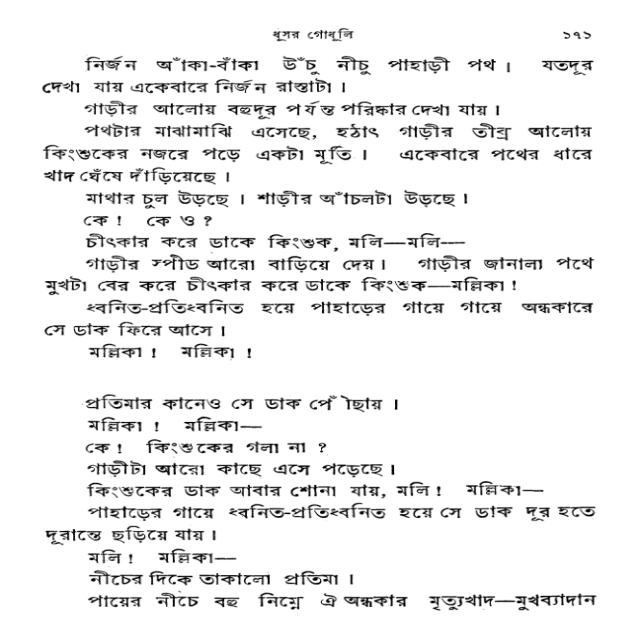 ধূসর গোধূলি ১৭১
নির্জন আঁকা-বাঁকা উঁচু নীচু পাহাড়ী পথ। যতদূর
দেখা যায় একেবারে নির্জন রাস্তাটা।
গাড়ীর আলোয় বহুদূর পর্যন্ত পরিষ্কার দেখা যায়।
পথটার মাঝামাঝি এসেছে, হঠাৎ গাড়ীর তীব্র আলোয়
কিংশুকের নজরে পড়ে একটা মূর্তি। একেবারে পথের ধারে
খাদ ঘেঁষে দাঁড়িয়েছে।
মাথার চুল উড়ছে। শাড়ীর আঁচলটা উড়ছে।
কে! কে ও?
চীৎকার করে ডাকে কিংশুক, মলি—মলি—
গাড়ীর স্পীড আরো বাড়িয়ে দেয়। গাড়ীর জানালা পথে
মুখটা বের করে চীৎকার করে ডাকে কিংশুক—মল্লিকা!
ধ্বনিত-প্রতিধ্বনিত হয়ে পাহাড়ের গায়ে গায়ে অন্ধকারে
সে ডাক ফিরে আসে।
মল্লিকা! মল্লিকা!
প্রতিমার কানেও সে ডাক পৌঁছায়।
মল্লিকা! মল্লিকা—
কে! কিংশুকের গলা না?
গাড়ীটা আরো কাছে এসে পড়েছে।
কিংশুকের ডাক আবার শোনা যায়, মলি! মল্লিকা—
পাহাড়ের গায়ে ধ্বনিত-প্রতিধ্বনিত হয়ে সে ডাক দূর হতে
দূরান্তে ছড়িয়ে যায়।
মলি! মল্লিকা—
নীচের দিকে তাকালো প্রতিমা।
পায়ের নীচে বহু নিম্নে ঐ অন্ধকার মৃত্যুখাদ—মুখব্যাদান